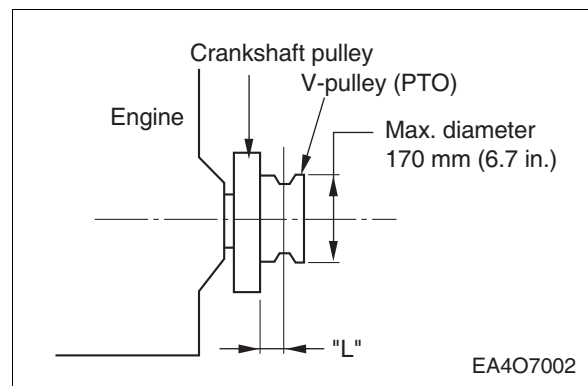 Crankshaft pulley
V-pulley (PTO)
Engine
Max. diameter
170 mm (6.7 in.)
"L"
EA4O7002